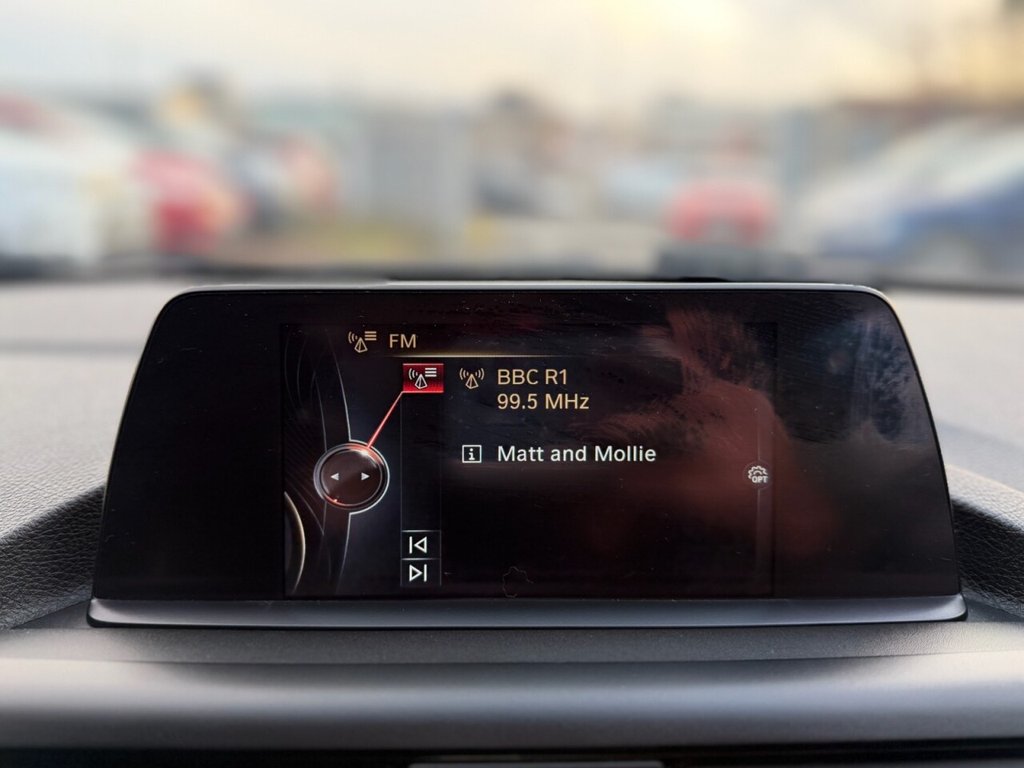 FM
BBC R1
99.5 MHz
i Matt and Mollie
OPT